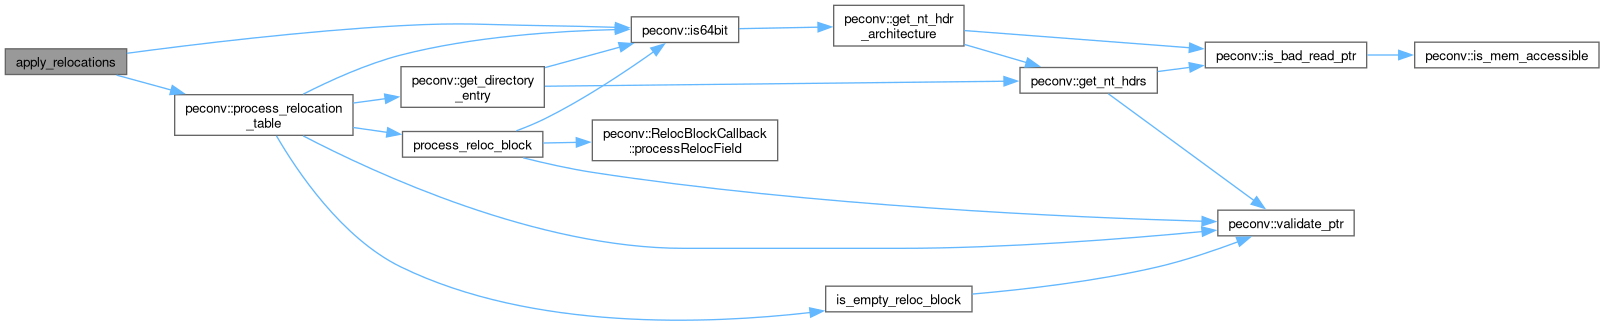 apply_relocations
peconv::process_relocation
_table
peconv::is64bit
peconv::get_directory
_entry
process_reloc_block
peconv::RelocBlockCallback
::processRelocField
peconv::get_nt_hdr
_architecture
peconv::get_nt_hdrs
peconv::is_bad_read_ptr
peconv::is_mem_accessible
peconv::validate_ptr
is_empty_reloc_block